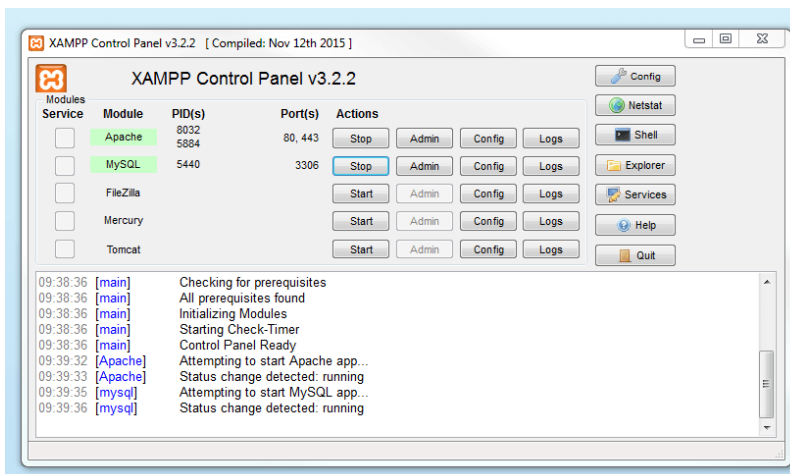 XAMPP Control Panel v3.2.2 [ Compiled: Nov 12th 2015 ]
XAMPP Control Panel v3.2.2
Config
Modules
Service Module PID(s) Port(s) Actions
Netstat
Apache 8032 5884 80, 443 Stop Admin Config Logs
Shell
MySQL 5440 3306 Stop Admin Config Logs
Explorer
FileZilla Start Admin Config Logs
Services
Mercury Start Admin Config Logs
Help
Tomcat Start Admin Config Logs
Quit
09:38:36 [main] Checking for prerequisites
09:38:36 [main] All prerequisites found
09:38:36 [main] Initializing Modules
09:38:36 [main] Starting Check-Timer
09:38:36 [main] Control Panel Ready
09:39:32 [Apache] Attempting to start Apache app...
09:39:33 [Apache] Status change detected: running
09:39:35 [mysql] Attempting to start MySQL app...
09:39:36 [mysql] Status change detected: running